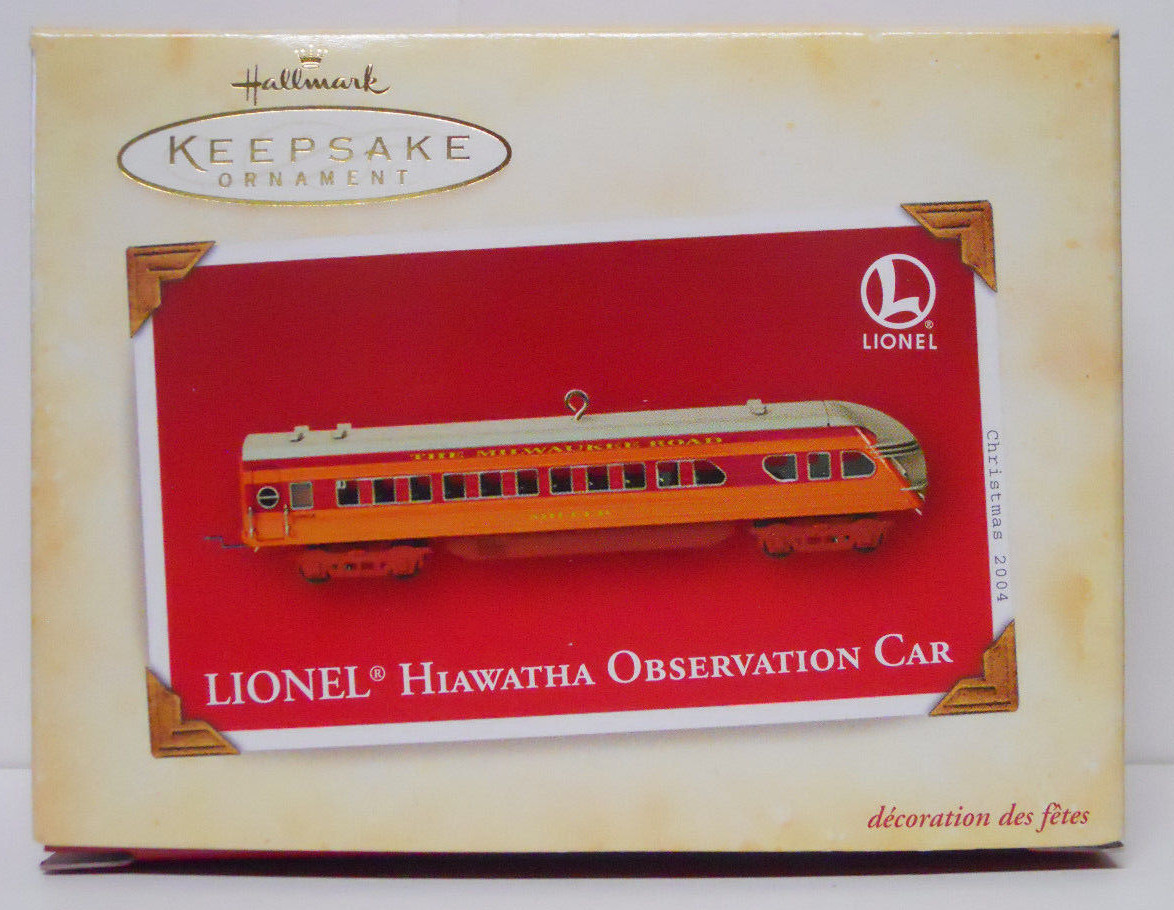 Hallmark
KEEPSAKE
ORNAMENT
L®
LIONEL
THE MILWAUKEE ROAD
Christmas 2004
LIONEL® HIAWATHA OBSERVATION CAR
décoration des fêtes